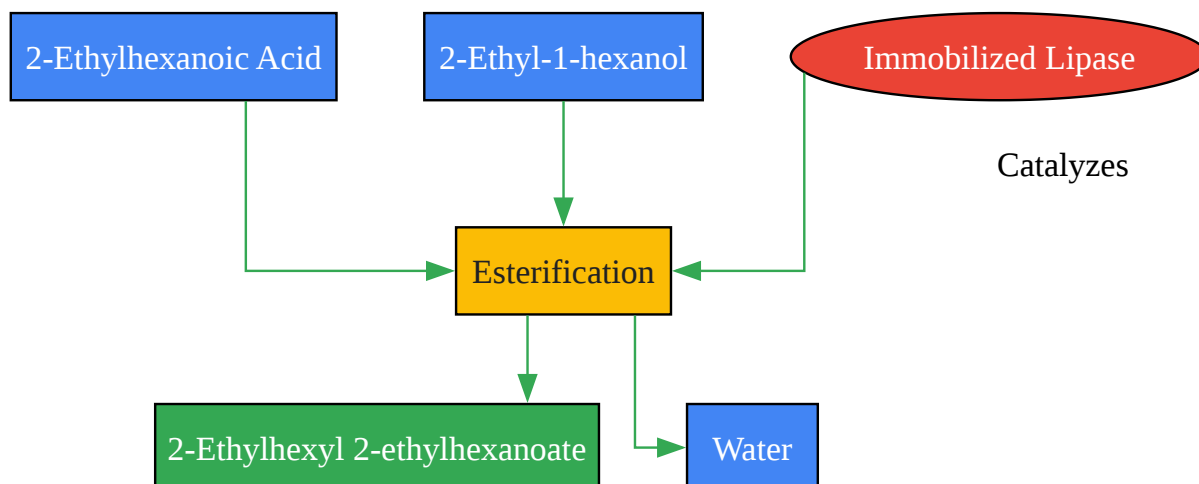 2-Ethylhexanoic Acid
2-Ethyl-1-hexanol
Immobilized Lipase
Catalyzes
Esterification
2-Ethylhexyl 2-ethylhexanoate
Water